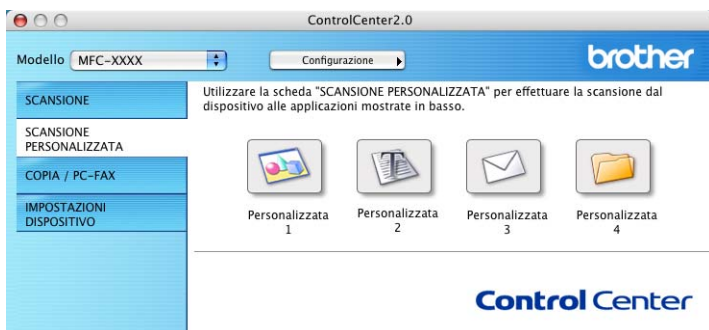 ControlCenter2.0
Modello MFC-XXXX Configurazione brother
SCANSIONE
SCANSIONE
PERSONALIZZATA
COPIA / PC-FAX
IMPOSTAZIONI
DISPOSITIVO
Utilizzare la scheda "SCANSIONE PERSONALIZZATA" per effettuare la scansione dal
dispositivo alle applicazioni mostrate in basso.
Personalizzata
1
Personalizzata
2
Personalizzata
3
Personalizzata
4
Control Center